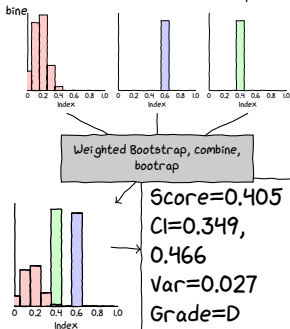 bine
0 0.2 0.4 0.6 0.8 1.0 0 0.2 0.4 0.6 0.8 1.0 0 0.2 0.4 0.6 0.8 1.0
Index Index Index
Weighted Bootstrap, combine,
bootrap
Score=0.405
CI=0.349,
0.466
Var=0.027
Grade=D
0 0.2 0.4 0.6 0.8 1.0
Index